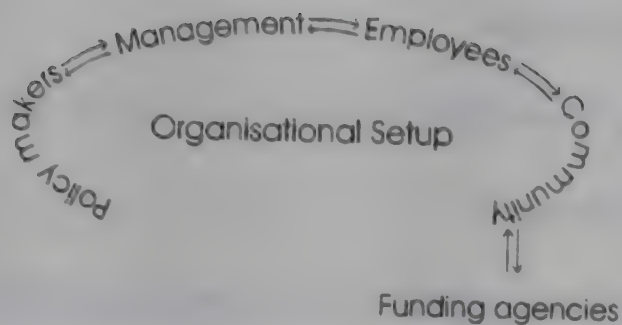 Policy makers
Management
Employees
Community
Organisational Setup
Funding agencies